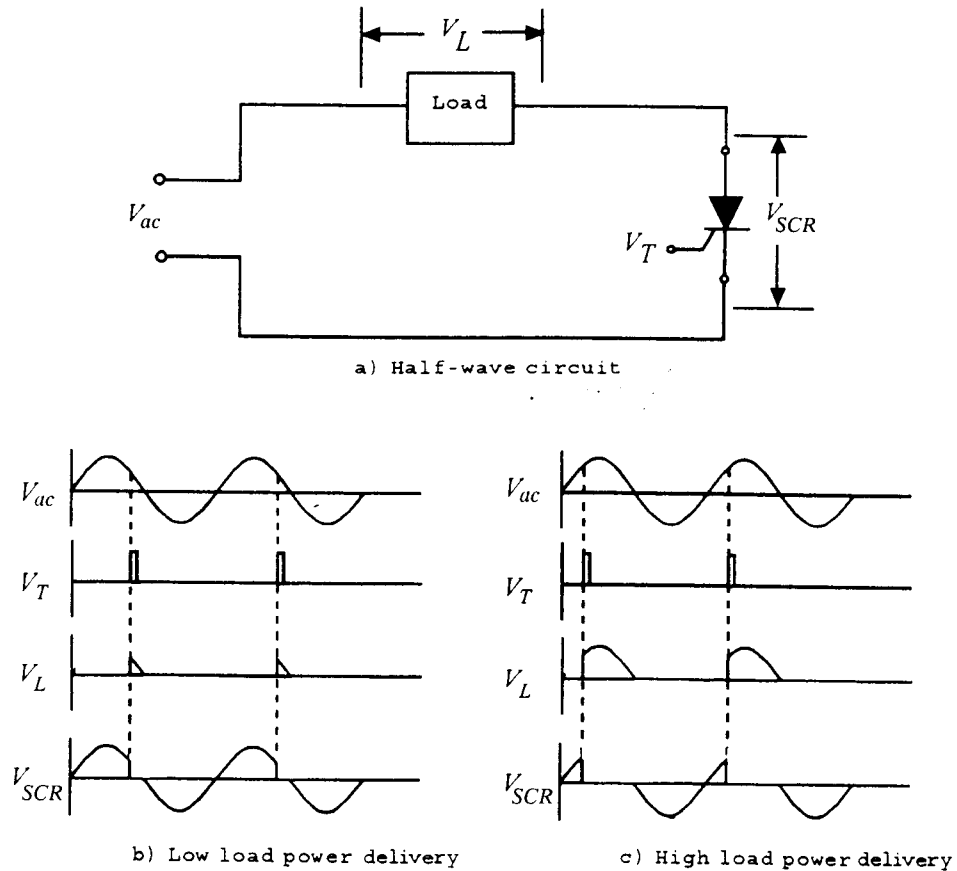 V_L
Load
V_ac
V_T
V_SCR
a) Half-wave circuit
V_ac
V_T
V_L
V_SCR
b) Low load power delivery
V_ac
V_T
V_L
V_SCR
c) High load power delivery